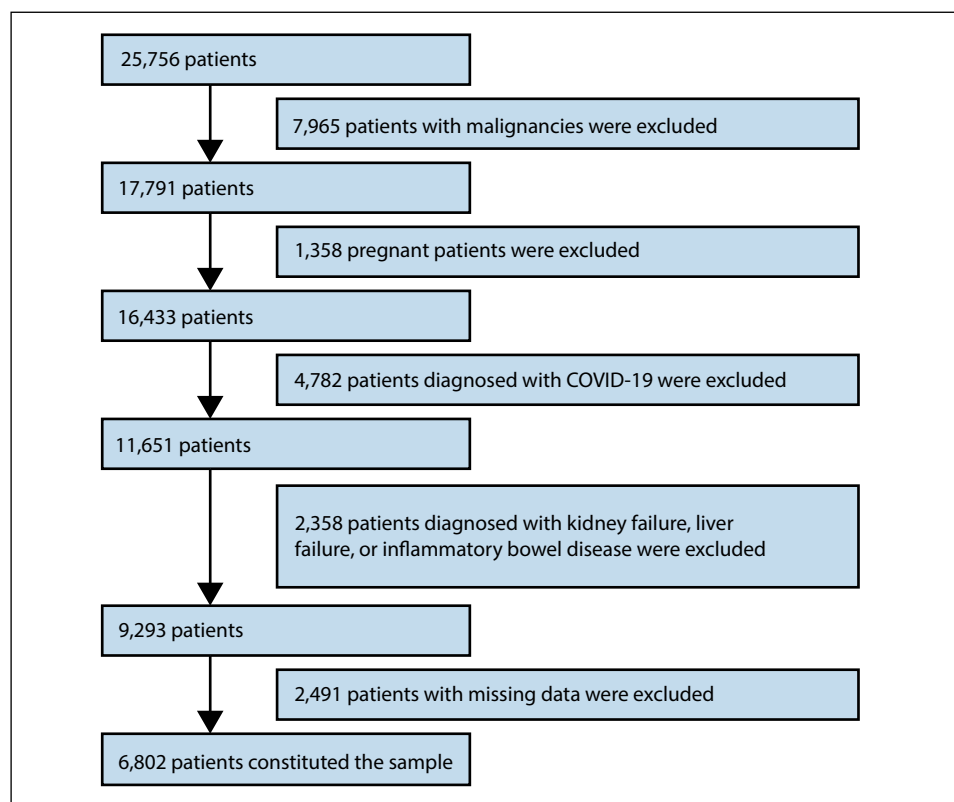 25,756 patients
7,965 patients with malignancies were excluded
17,791 patients
1,358 pregnant patients were excluded
16,433 patients
4,782 patients diagnosed with COVID-19 were excluded
11,651 patients
2,358 patients diagnosed with kidney failure, liver
failure, or inflammatory bowel disease were excluded
9,293 patients
2,491 patients with missing data were excluded
6,802 patients constituted the sample